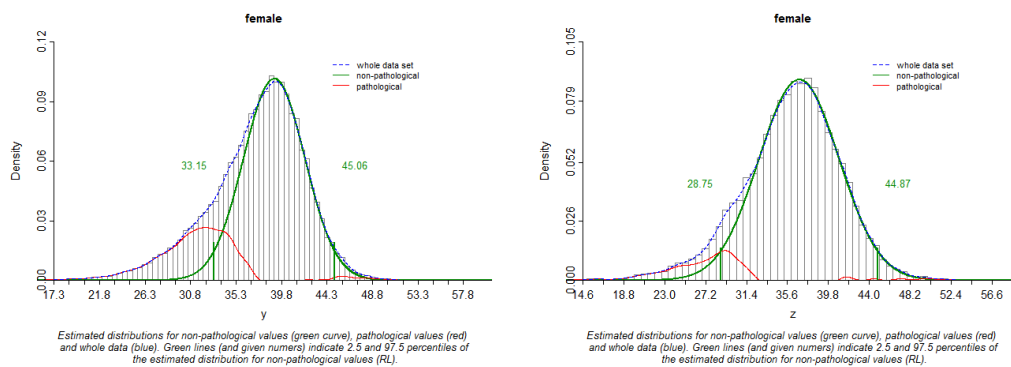 female
0.12
0.09
0.06
0.03
0.00
Density
whole data set
non-pathological
pathological
33.15
45.06
17.3 21.8 26.3 30.8 35.3 39.8 44.3 48.8 53.3 57.8
y
Estimated distributions for non-pathological values (green curve), pathological values (red)
and whole data (blue). Green lines (and given numers) indicate 2.5 and 97.5 percentiles of
the estimated distribution for non-pathological values (RL).
female
0.105
0.079
0.052
0.026
0.000
Density
whole data set
non-pathological
pathological
28.75
44.87
14.6 18.8 23.0 27.2 31.4 35.6 39.8 44.0 48.2 52.4 56.6
z
Estimated distributions for non-pathological values (green curve), pathological values (red)
and whole data (blue). Green lines (and given numers) indicate 2.5 and 97.5 percentiles of
the estimated distribution for non-pathological values (RL).